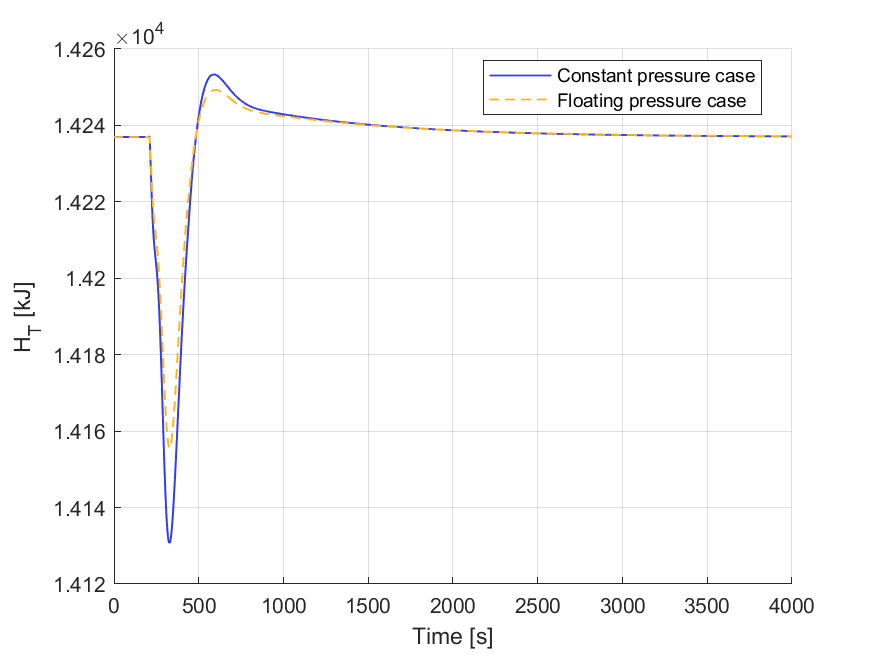 ×10⁴
1.426
1.424
1.422
1.42
1.418
1.416
1.414
1.412
H_T [kJ]
Constant pressure case
Floating pressure case
0 500 1000 1500 2000 2500 3000 3500 4000
Time [s]